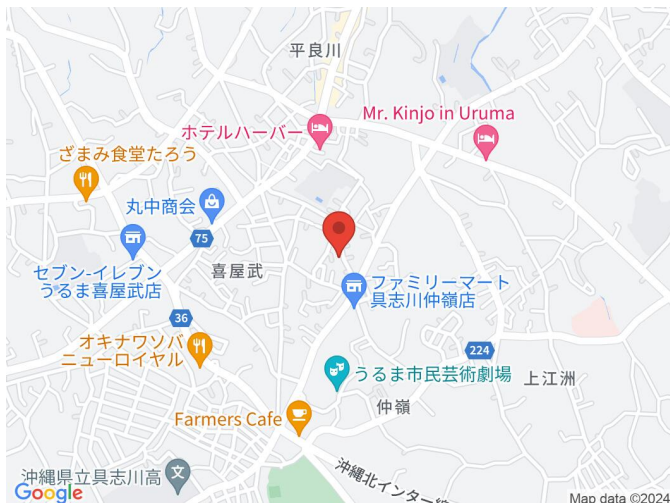 平良川
ホテルハーバー
Mr. Kinjo in Uruma
ざまみ食堂たろう
丸中商会
75
セブン-イレブン
うるま喜屋武店
喜屋武
ファミリーマート
具志川仲嶺店
36
オキナワソバ
ニューロイヤル
224
うるま市民芸術劇場
上江洲
仲嶺
Farmers Cafe
沖縄県立具志川高
文
沖縄北インター線
Google
Map data ©2024